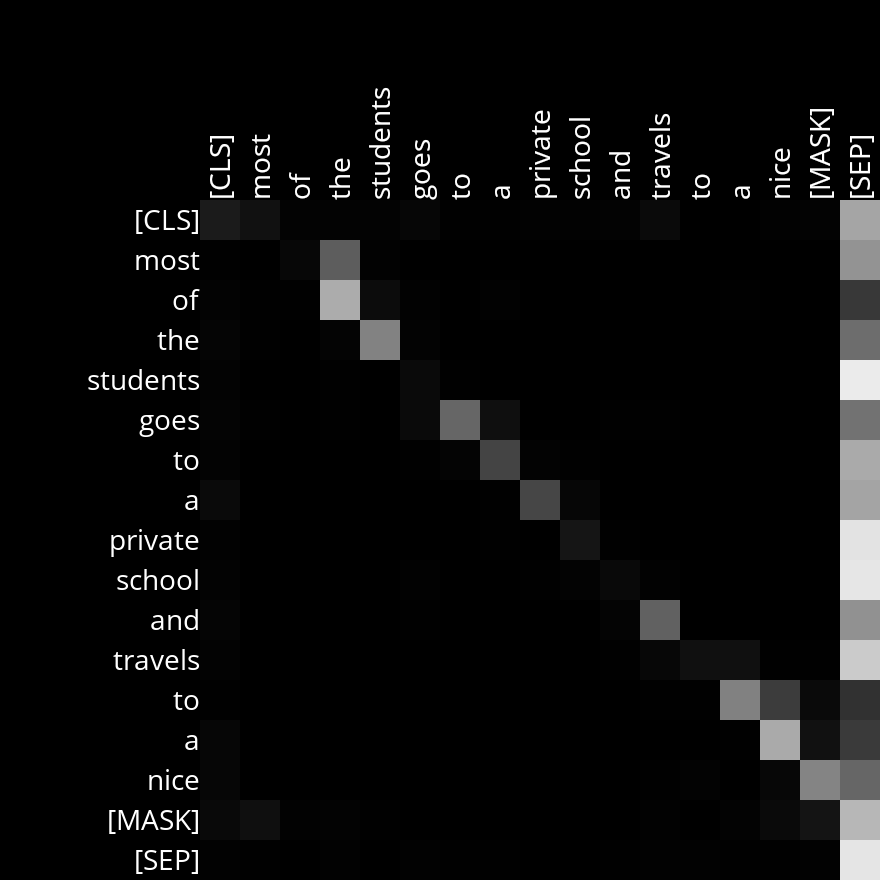 [CLS] most of the students goes to a private school and travels to a nice [MASK] [SEP]
[CLS]
most
of
the
students
goes
to
a
private
school
and
travels
to
a
nice
[MASK]
[SEP]